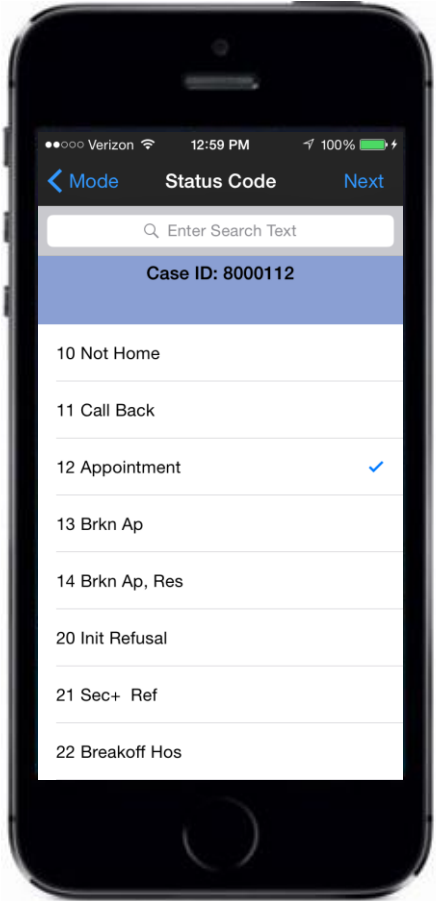 Verizon 12:59 PM 100%
Mode Status Code Next
Enter Search Text
Case ID: 8000112
10 Not Home
11 Call Back
12 Appointment
13 Brkn Ap
14 Brkn Ap, Res
20 Init Refusal
21 Sec+  Ref
22 Breakoff Hos